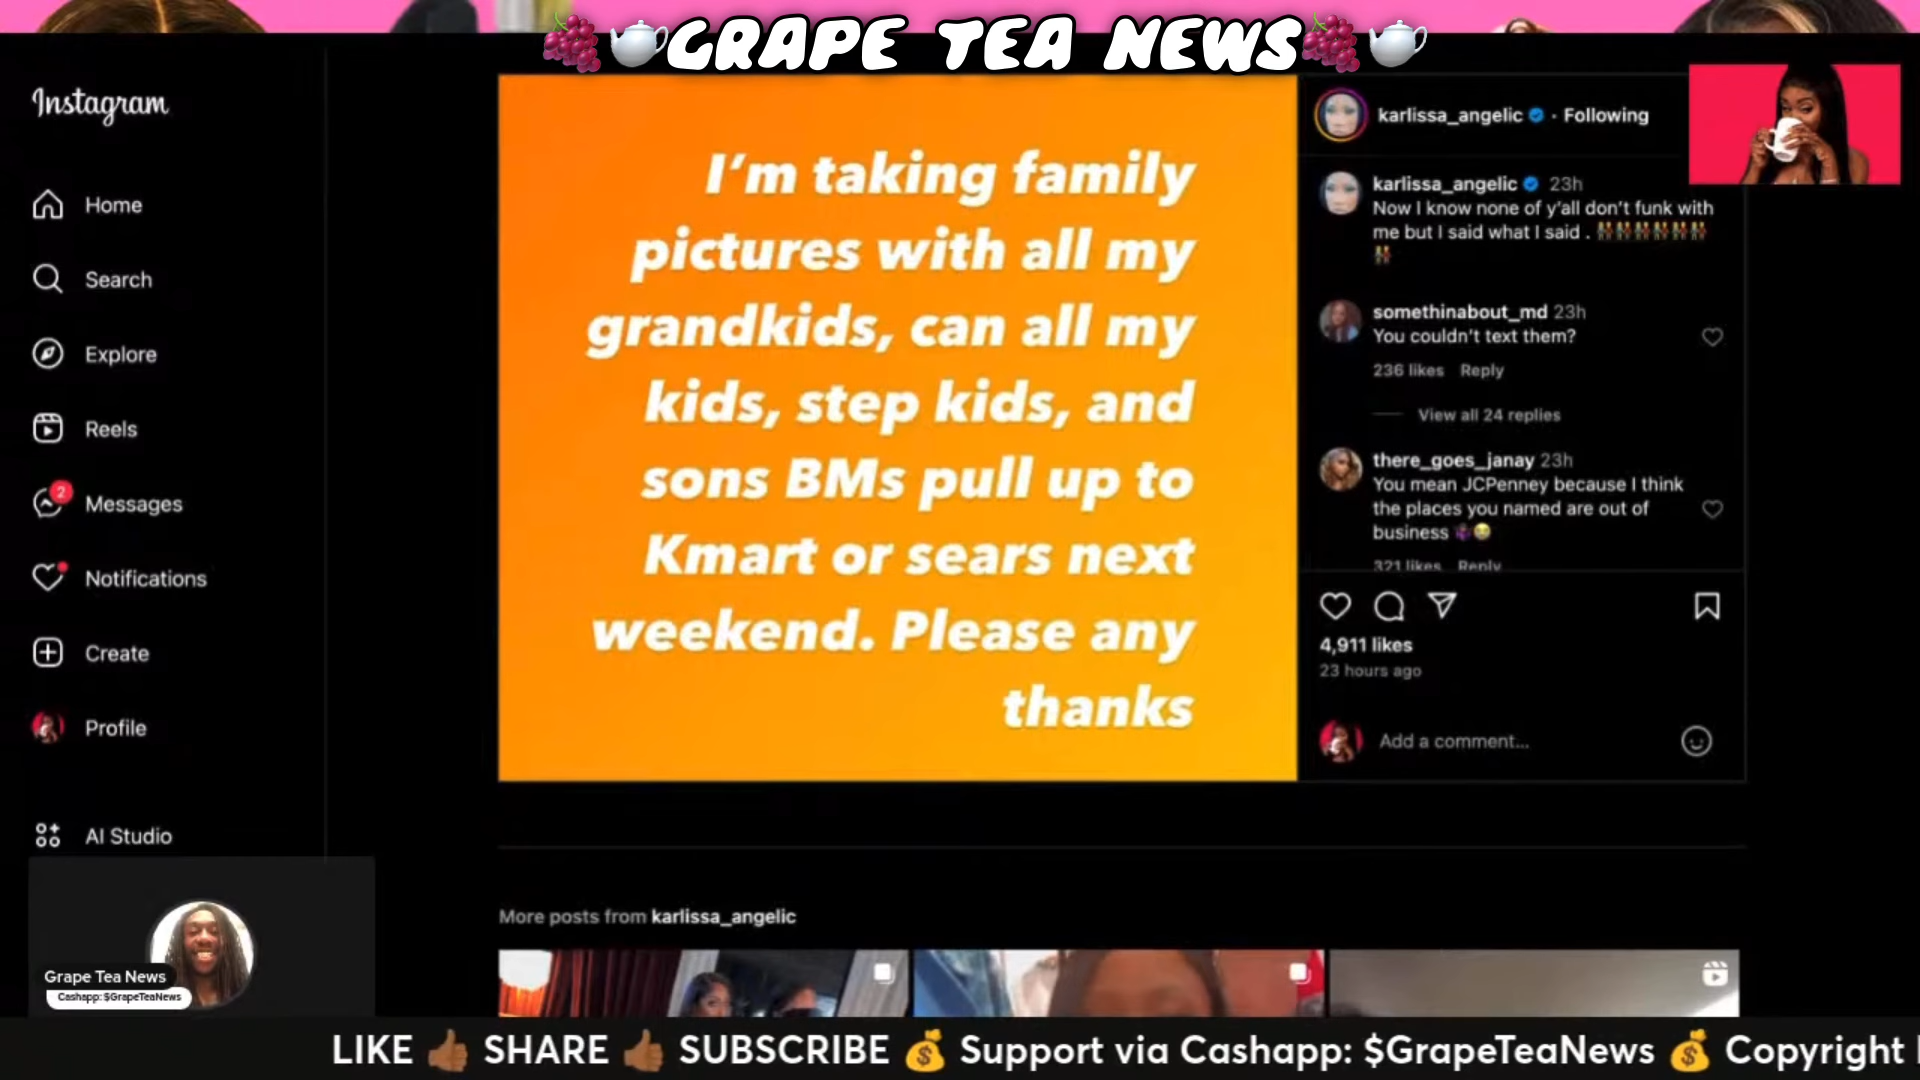 GRAPE TEA NEWS
Instagram
Home
Search
Explore
Reels
2
Messages
Notifications
Create
Profile
AI Studio
I'm taking family
pictures with all my
grandkids, can all my
kids, step kids, and
sons BMs pull up to
Kmart or sears next
weekend. Please any
thanks
karlissa_angelic · Following
karlissa_angelic 23h
Now I know none of y'all don't funk with
me but I said what I said .
somethinabout_md 23h
You couldn't text them?
236 likes Reply
View all 24 replies
there_goes_janay 23h
You mean JCPenney because I think
the places you named are out of
business
321 likes Reply
4,911 likes
23 hours ago
Add a comment...
More posts from karlissa_angelic
Grape Tea News
Cashapp: $GrapeTeaNews
LIKE SHARE SUBSCRIBE Support via Cashapp: $GrapeTeaNews Copyright